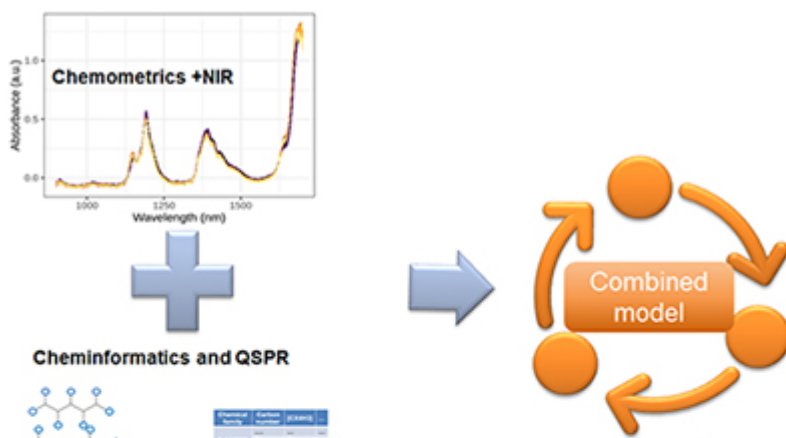 Chemometrics +NIR
Absorbance (a.u.)
1.0
0.5
0.0
1000 1250 1500
Wavelength (nm)
Combined
model
Cheminformatics and QSPR
Chemical Carbon
family number